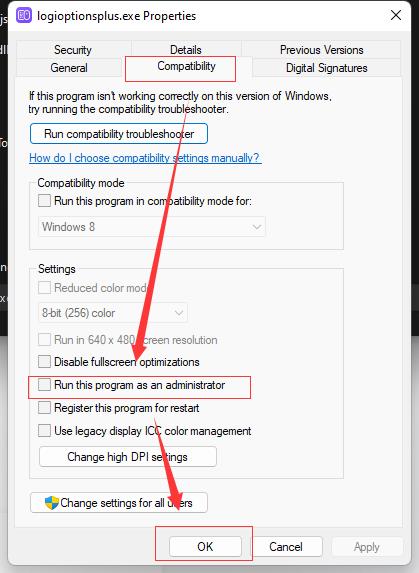 js
logioptionsplus.exe Properties
dl
Security Details Previous Versions
General Compatibility Digital Signatures
If this program isn't working correctly on this version of Windows,
try running the compatibility troubleshooter.
Run compatibility troubleshooter
How do I choose compatibility settings manually?
Compatibility mode
Run this program in compatibility mode for:
Windows 8
Settings
Reduced color mode
8-bit (256) color
Run in 640 x 480 screen resolution
Disable fullscreen optimizations
Run this program as an administrator
Register this program for restart
Use legacy display ICC color management
Change high DPI settings
Change settings for all users
OK Cancel Apply